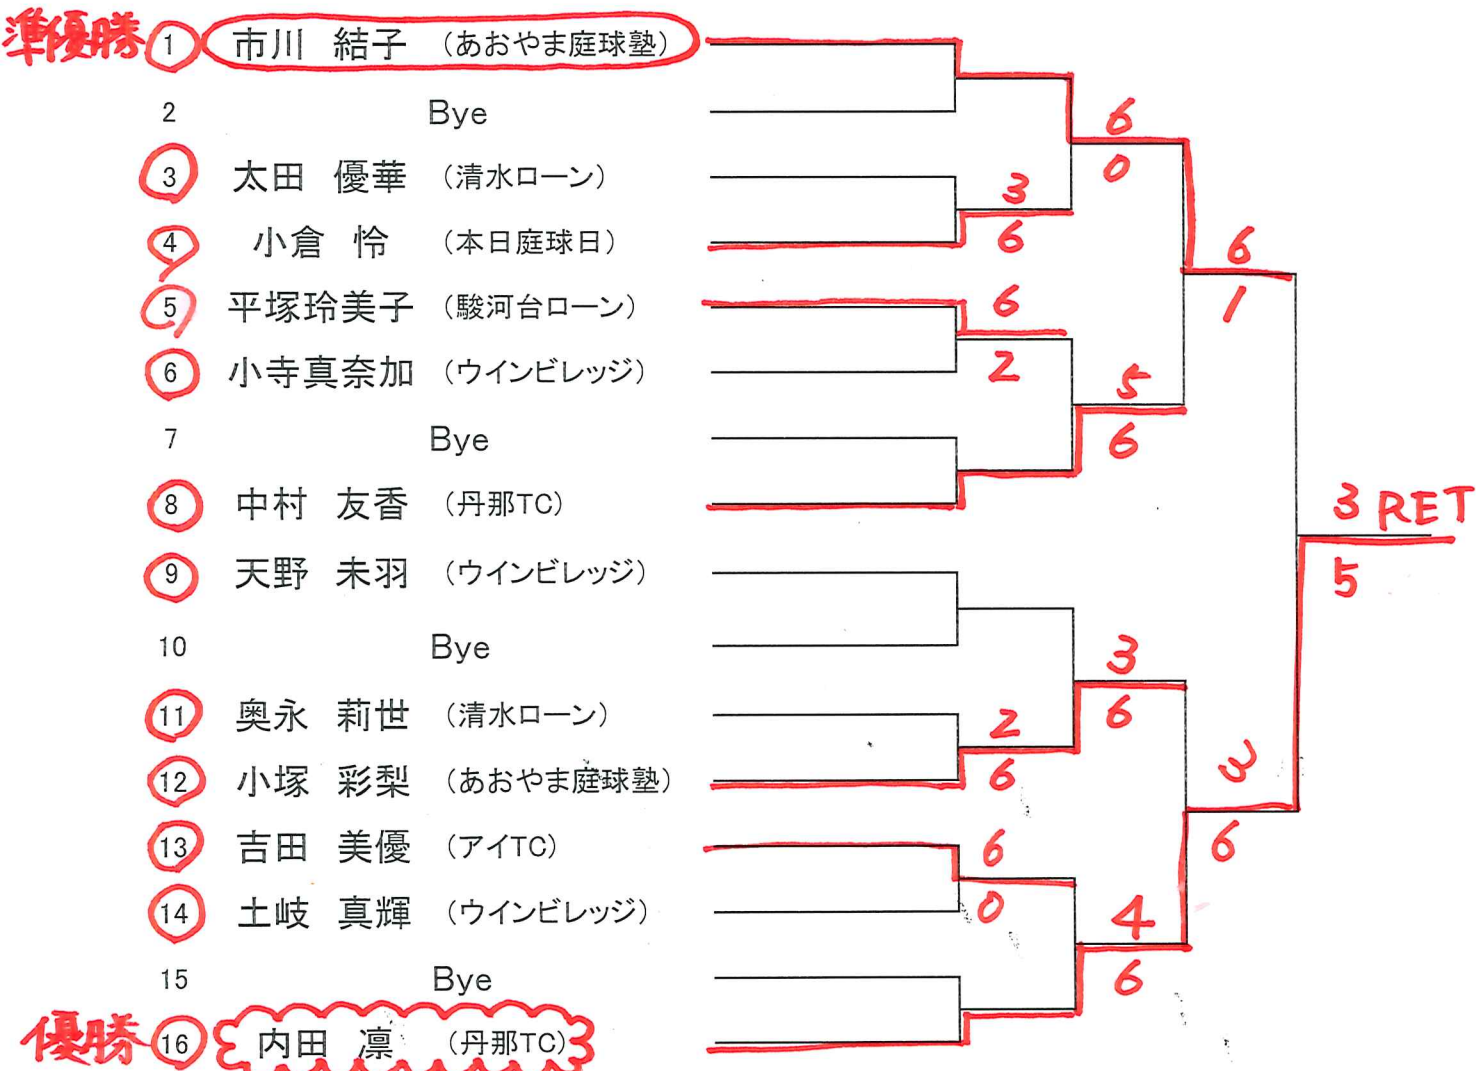 準優勝 1 市川 結子 (あおやま庭球塾)
2 Bye
6
0
3 太田 優華 (清水ローン)
3
4 小倉 怜 (本日庭球日)
6
6
1
5 平塚玲美子 (駿河台ローン)
6
6 小寺真奈加 (ウインビレッジ)
2
5
7 Bye
6
8 中村 友香 (丹那TC)
3 RET
9 天野 未羽 (ウインビレッジ)
5
10 Bye
3
11 奥永 莉世 (清水ローン)
2
6
12 小塚 彩梨 (あおやま庭球塾)
6
3
13 吉田 美優 (アイTC)
6
6
14 土岐 真輝 (ウインビレッジ)
0
4
15 Bye
6
優勝 16 内田 凛 (丹那TC)